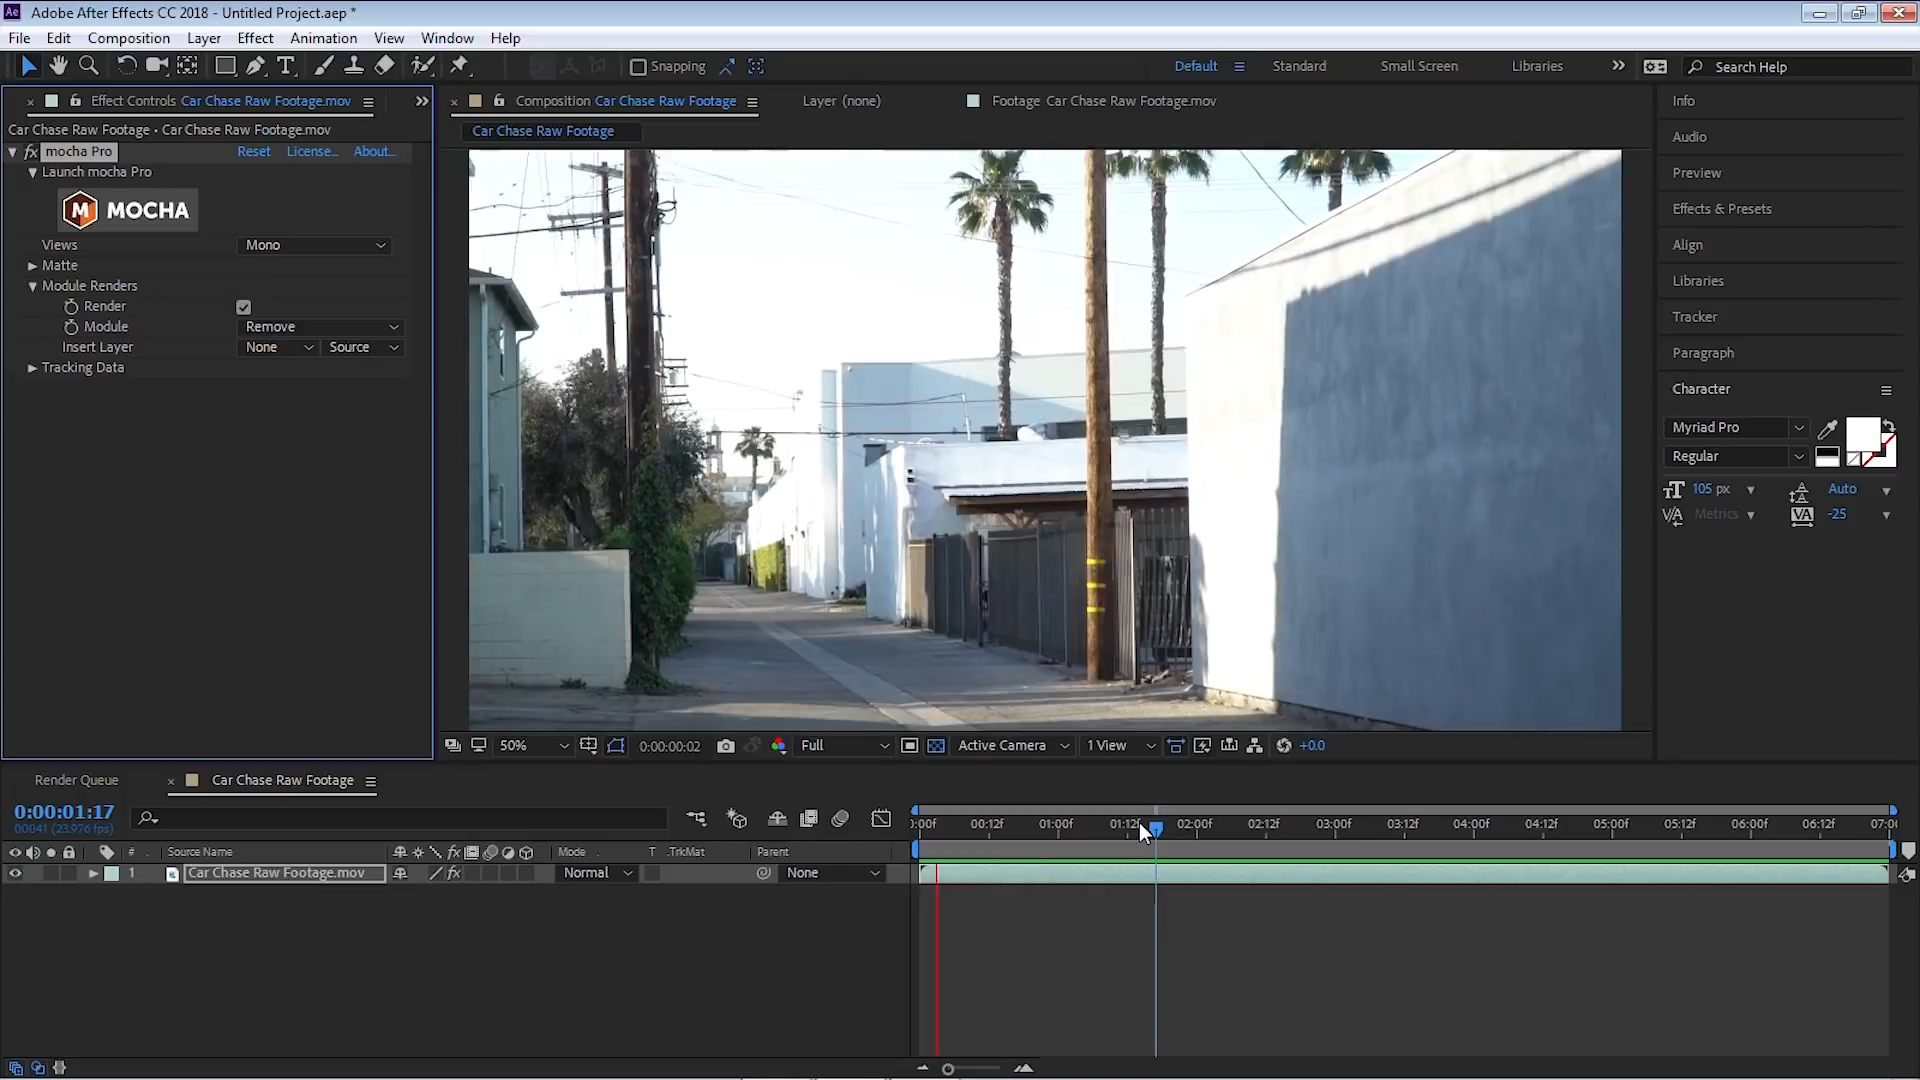 Ae Adobe After Effects CC 2018 - Untitled Project.aep *
File Edit Composition Layer Effect Animation View Window Help
Snapping Default Standard Small Screen Libraries Search Help
Effect Controls Car Chase Raw Footage.mov
Composition Car Chase Raw Footage Layer (none) Footage Car Chase Raw Footage.mov
Car Chase Raw Footage • Car Chase Raw Footage.mov
Car Chase Raw Footage
fx mocha Pro Reset License... About...
Launch mocha Pro
M MOCHA
Views Mono
Matte
Module Renders
Render
Module Remove
Insert Layer None Source
Tracking Data
Info
Audio
Preview
Effects & Presets
Align
Libraries
Tracker
Paragraph
Character
Myriad Pro
Regular
105 px Auto
Metrics -25
50% 0:00:00:02 Full Active Camera 1 View +0.0
Render Queue Car Chase Raw Footage
0:00:01:17
00041 (23.976 fps)
:00f 00:12f 01:00f 01:12f 02:00f 02:12f 03:00f 03:12f 04:00f 04:12f 05:00f 05:12f 06:00f 06:12f 07:0
# Source Name fx Mode T .TrkMat Parent
1 Car Chase Raw Footage.mov fx Normal None